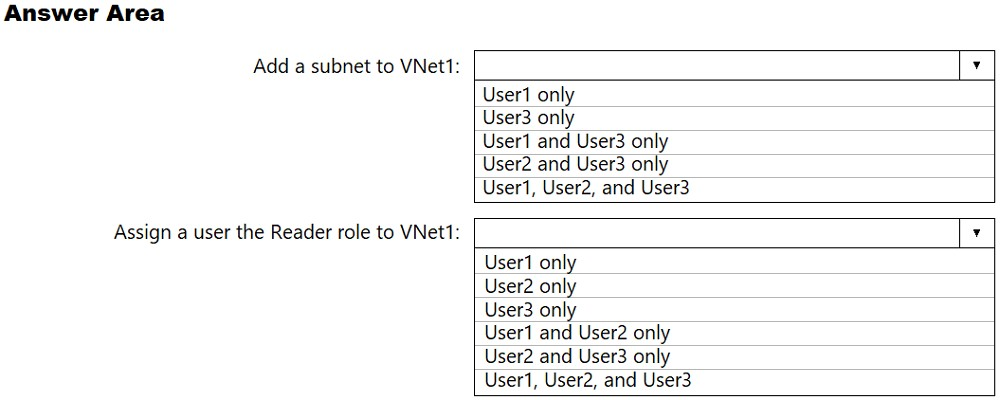 Answer Area
Add a subnet to VNet1:
User1 only
User3 only
User1 and User3 only
User2 and User3 only
User1, User2, and User3
Assign a user the Reader role to VNet1:
User1 only
User2 only
User3 only
User1 and User2 only
User2 and User3 only
User1, User2, and User3